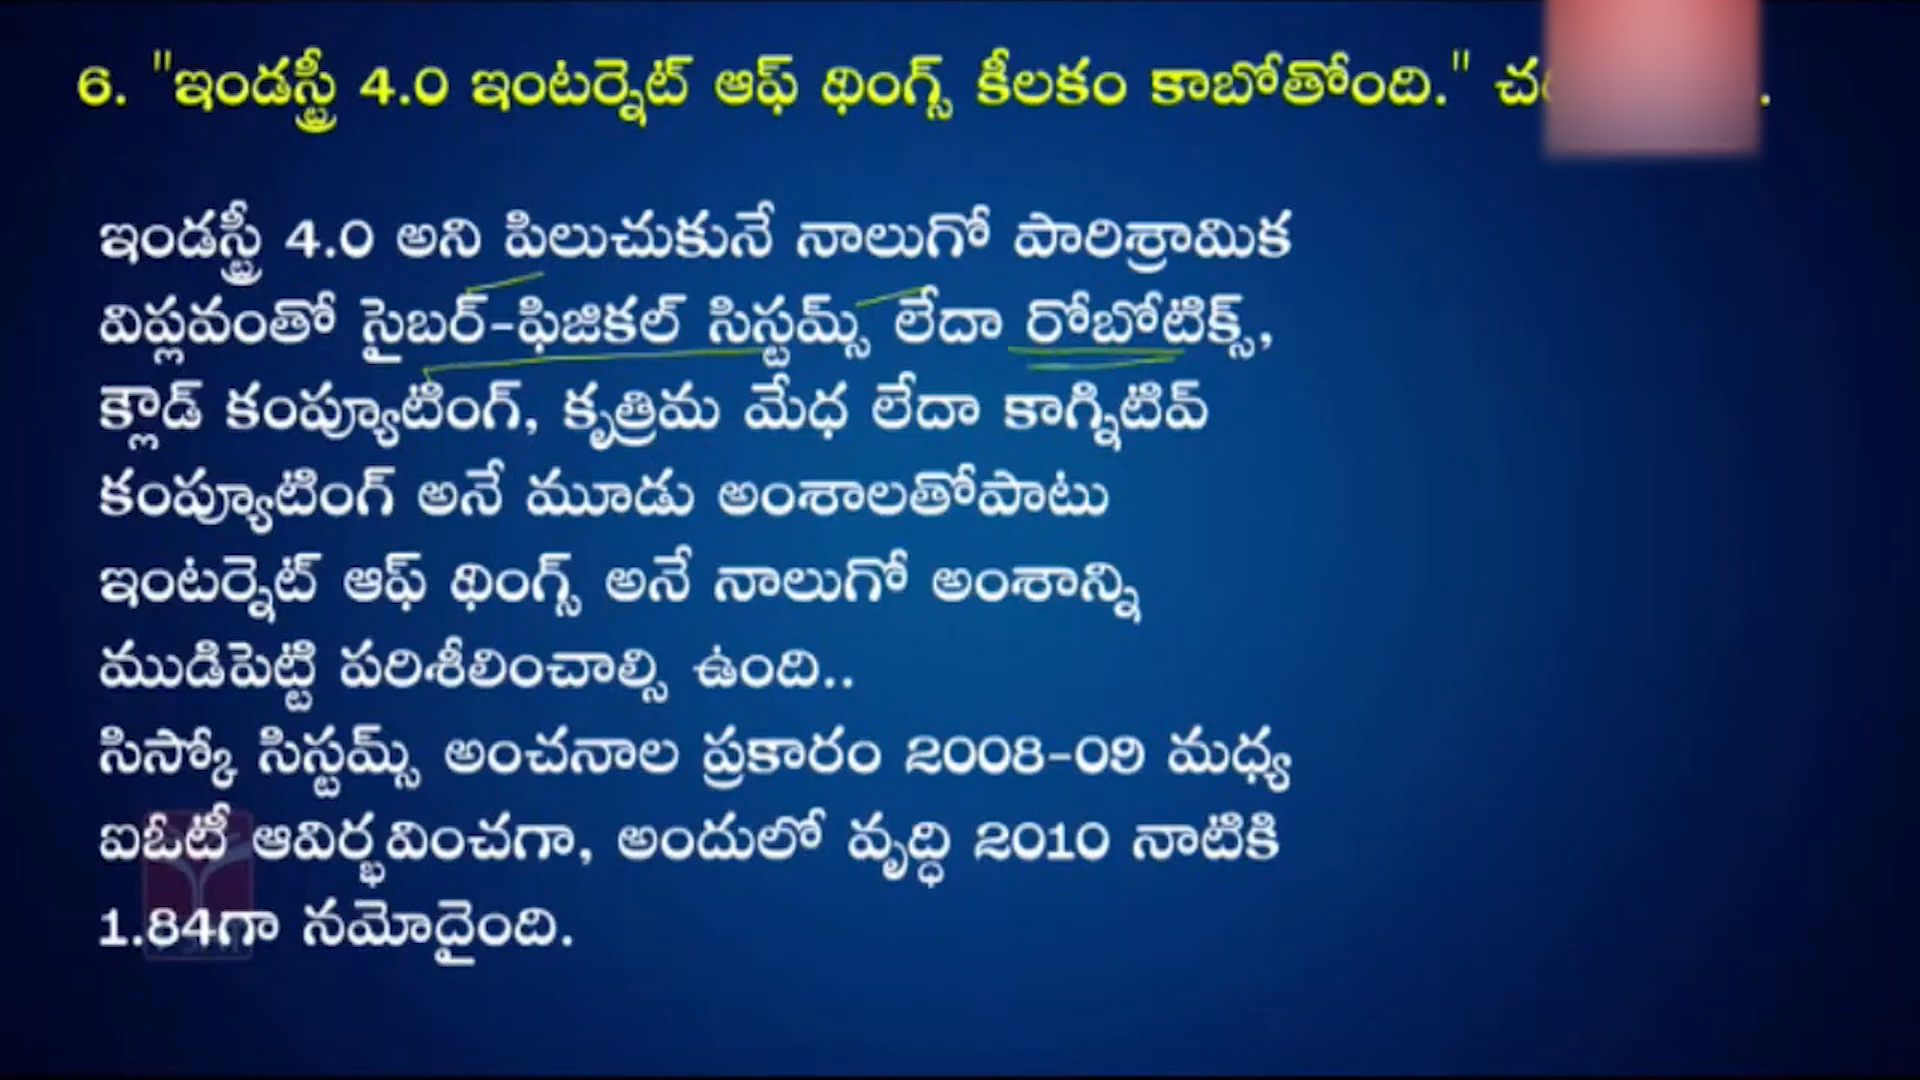 6. "ఇండస్ట్రీ 4.0 ఇంటర్నెట్ ఆఫ్ థింగ్స్ కీలకం కాబోతోంది."
ఇండస్ట్రీ 4.0 అని పిలుచుకునే నాలుగో పారిశ్రామిక
విప్లవంతో సైబర్-ఫిజికల్ సిస్టమ్స్ లేదా రోబోటిక్స్,
క్లౌడ్ కంప్యూటింగ్, కృత్రిమ మేధ లేదా కాగ్నిటివ్
కంప్యూటింగ్ అనే మూడు అంశాలతోపాటు
ఇంటర్నెట్ ఆఫ్ థింగ్స్ అనే నాలుగో అంశాన్ని
ముడిపెట్టి పరిశీలించాల్సి ఉంది..
సిస్కో సిస్టమ్స్ అంచనాల ప్రకారం 2008-09 మధ్య
ఐఓటీ ఆవిర్భవించగా, అందులో వృద్ధి 2010 నాటికి
1.84గా నమోదైంది.